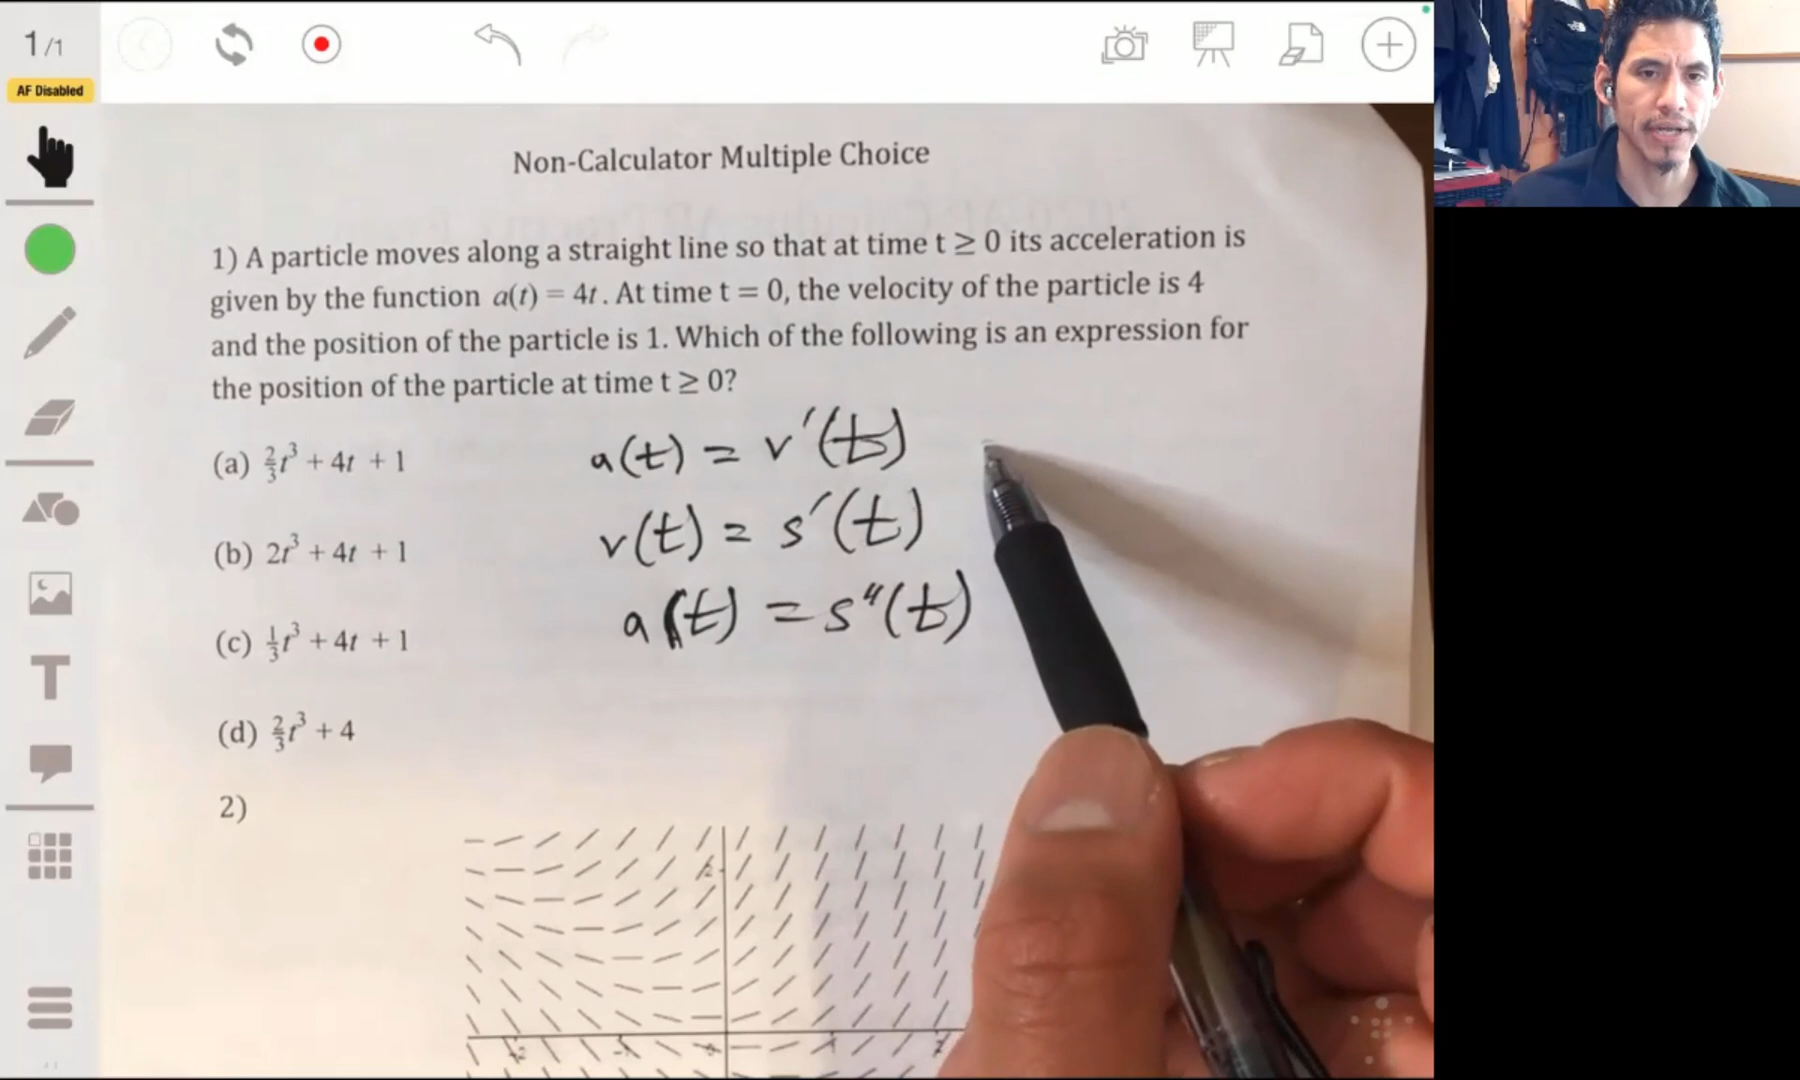 1/1
AF Disabled
Non-Calculator Multiple Choice
1) A particle moves along a straight line so that at time t ≥ 0 its acceleration is
given by the function a(t) = 4t. At time t = 0, the velocity of the particle is 4
and the position of the particle is 1. Which of the following is an expression for
the position of the particle at time t ≥ 0?
(a) ⅔t³ + 4t + 1
(b) 2t³ + 4t + 1
(c) ⅓t³ + 4t + 1
(d) ⅔t³ + 4
a(t) = v'(t)
v(t) = s'(t)
a(t) = s"(t)
2)
T